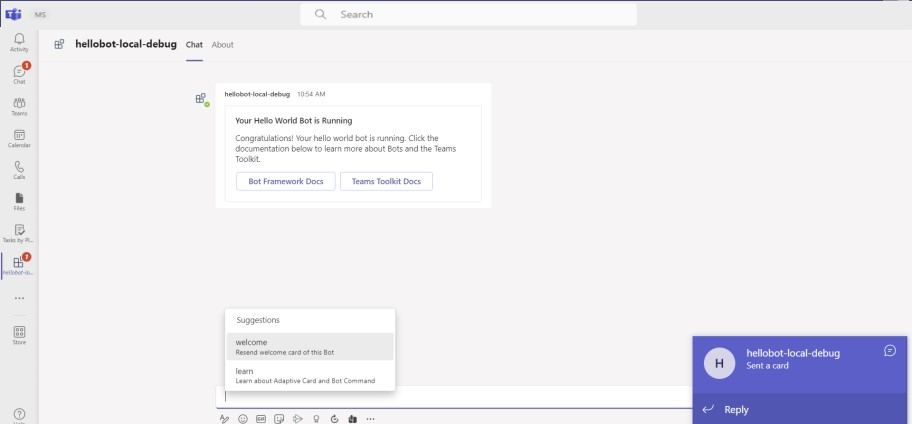 MS
Search
Activity
hellobot-local-debug Chat About
1
Chat
Teams
Calendar
Calls
Files
Tasks by Pl...
hellobot-lo...
...
Store
hellobot-local-debug 10:54 AM
Your Hello World Bot is Running
Congratulations! Your hello world bot is running. Click the
documentation below to learn more about Bots and the Teams
Toolkit.
Bot Framework Docs Teams Toolkit Docs
Suggestions
welcome
Resend welcome card of this Bot
learn
Learn about Adaptive Card and Bot Command
GIF
H
hellobot-local-debug
Sent a card
Reply